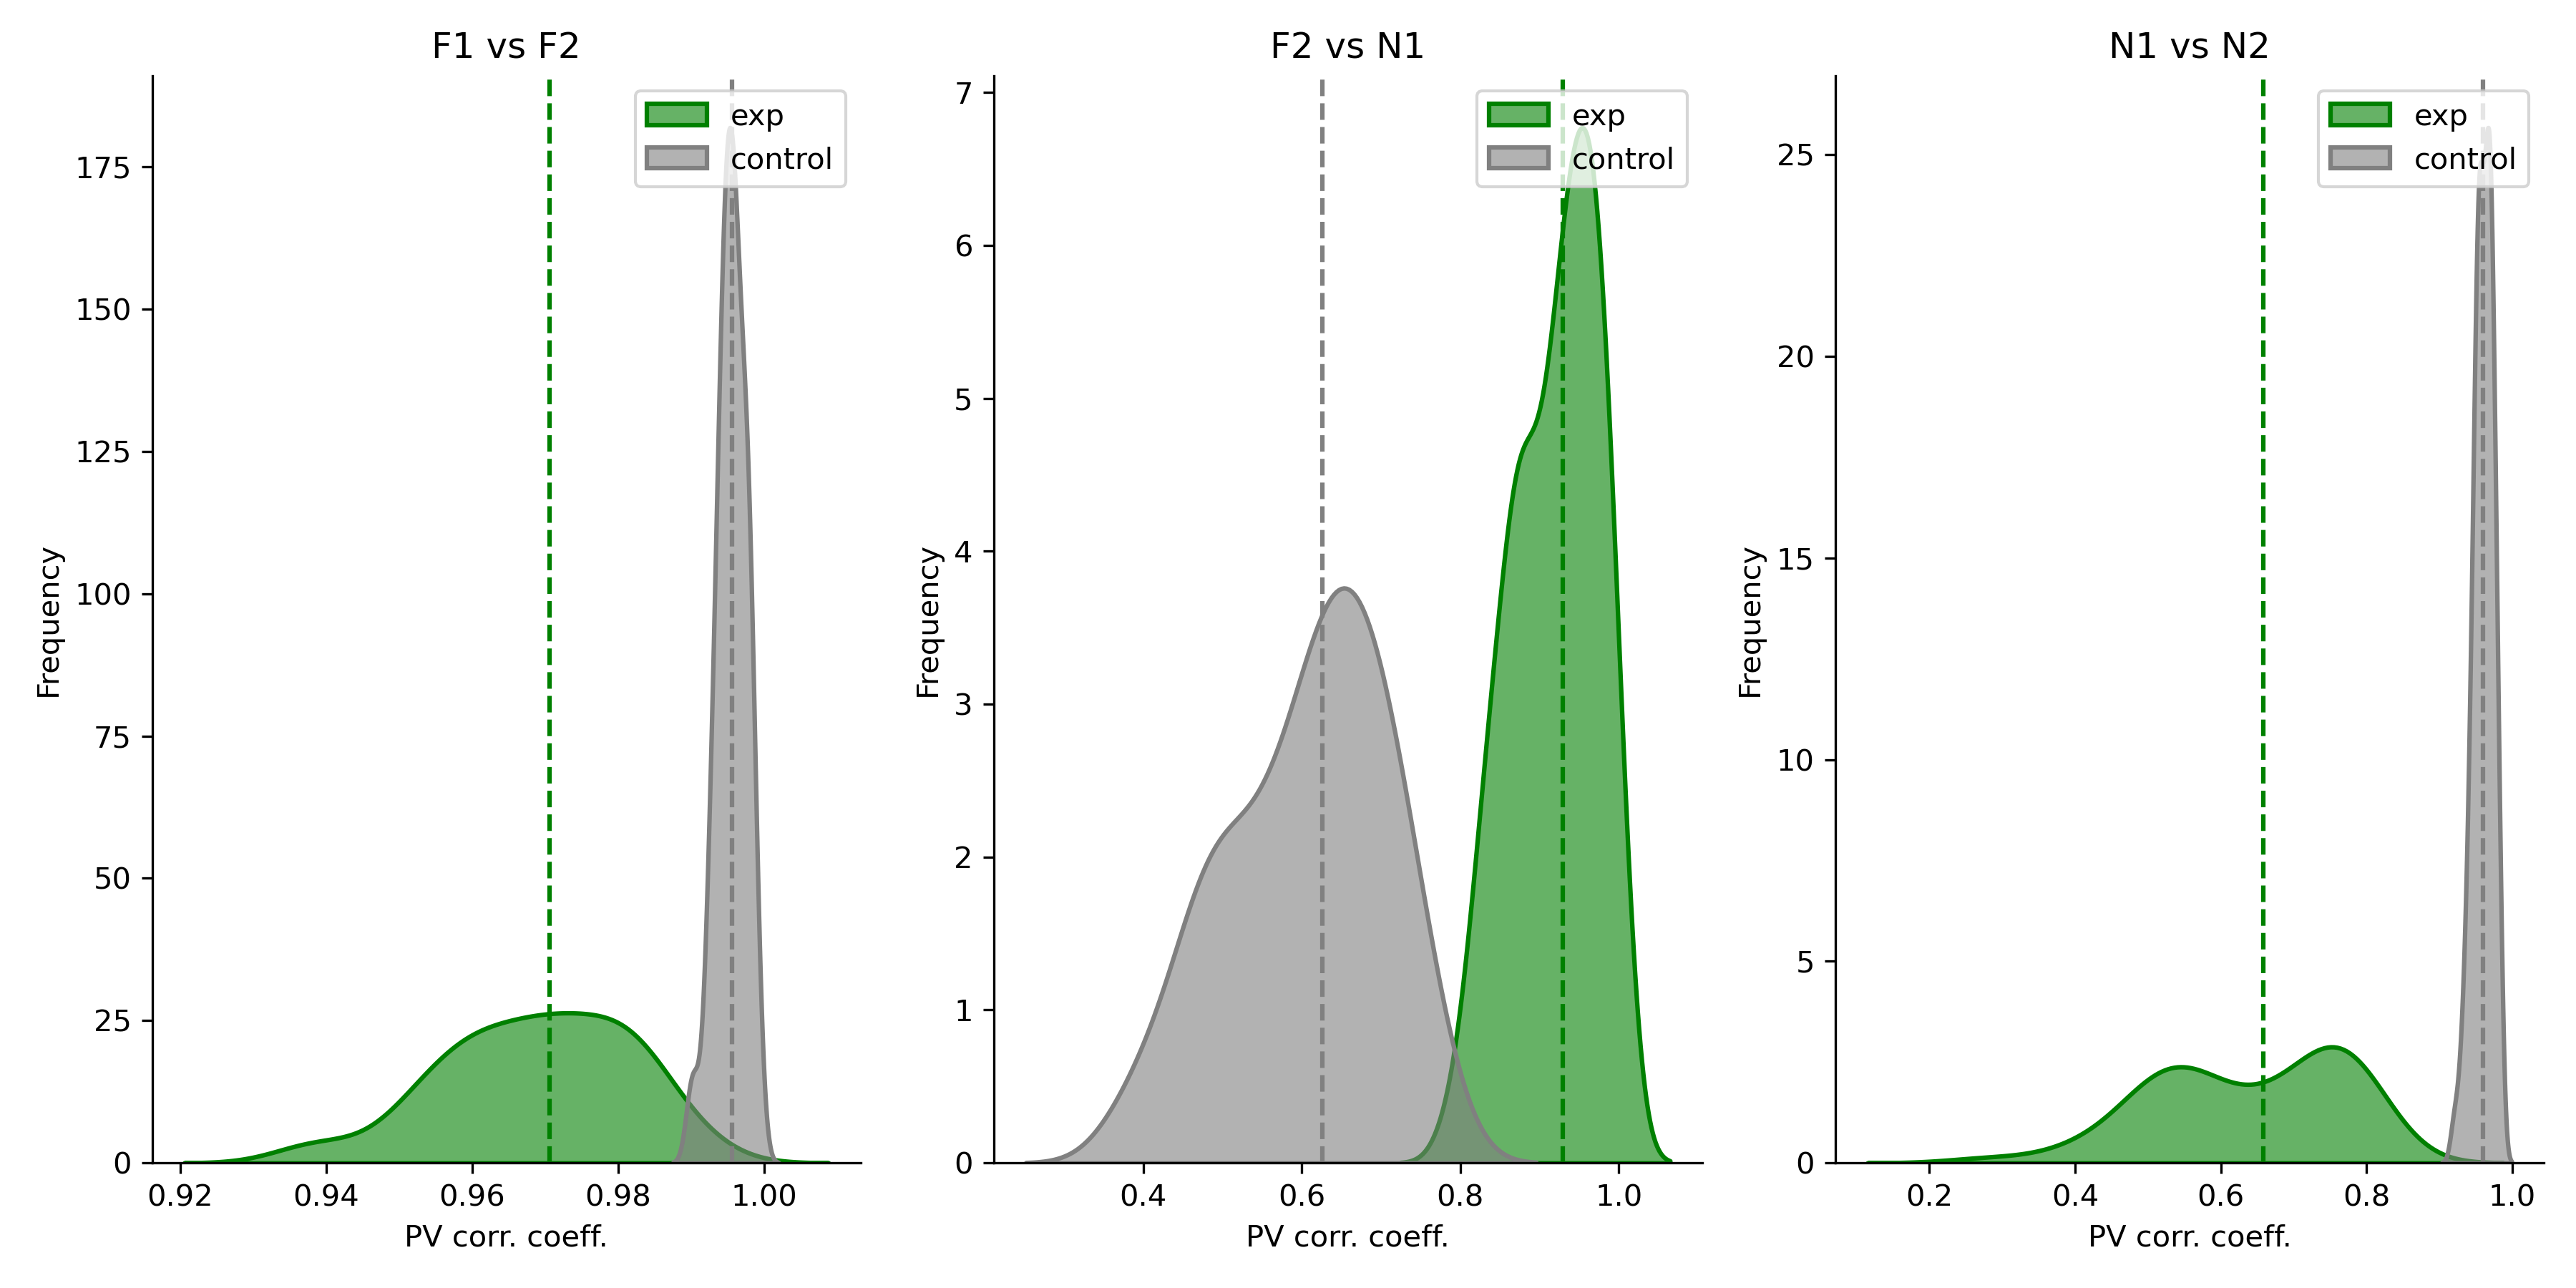 F1 vs F2
exp
control
175
150
125
100
75
50
25
0
Frequency
0.92 0.94 0.96 0.98 1.00
PV corr. coeff.
F2 vs N1
exp
control
7
6
5
4
3
2
1
0
Frequency
0.4 0.6 0.8 1.0
PV corr. coeff.
N1 vs N2
exp
control
25
20
15
10
5
0
Frequency
0.2 0.4 0.6 0.8 1.0
PV corr. coeff.